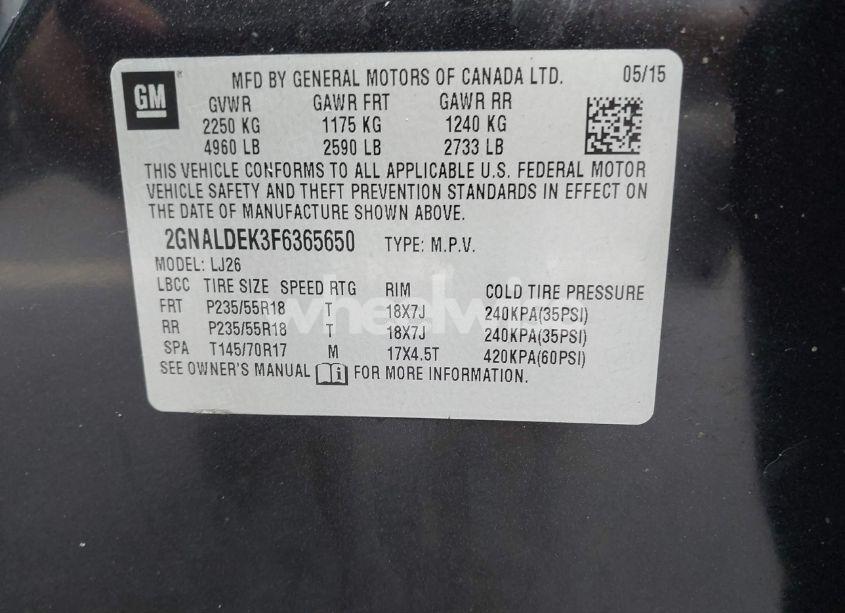 GM
MFD BY GENERAL MOTORS OF CANADA LTD. 05/15
GVWR GAWR FRT GAWR RR
2250 KG 1175 KG 1240 KG
4960 LB 2590 LB 2733 LB
THIS VEHICLE CONFORMS TO ALL APPLICABLE U.S. FEDERAL MOTOR
VEHICLE SAFETY AND THEFT PREVENTION STANDARDS IN EFFECT ON
THE DATE OF MANUFACTURE SHOWN ABOVE.
2GNALDEK3F6365650 TYPE: M.P.V.
MODEL: LJ26
LBCC TIRE SIZE SPEED RTG RIM COLD TIRE PRESSURE
FRT P235/55R18 T 18X7J 240KPA(35PSI)
RR P235/55R18 T 18X7J 240KPA(35PSI)
SPA T145/70R17 M 17X4.5T 420KPA(60PSI)
SEE OWNER'S MANUAL i FOR MORE INFORMATION.